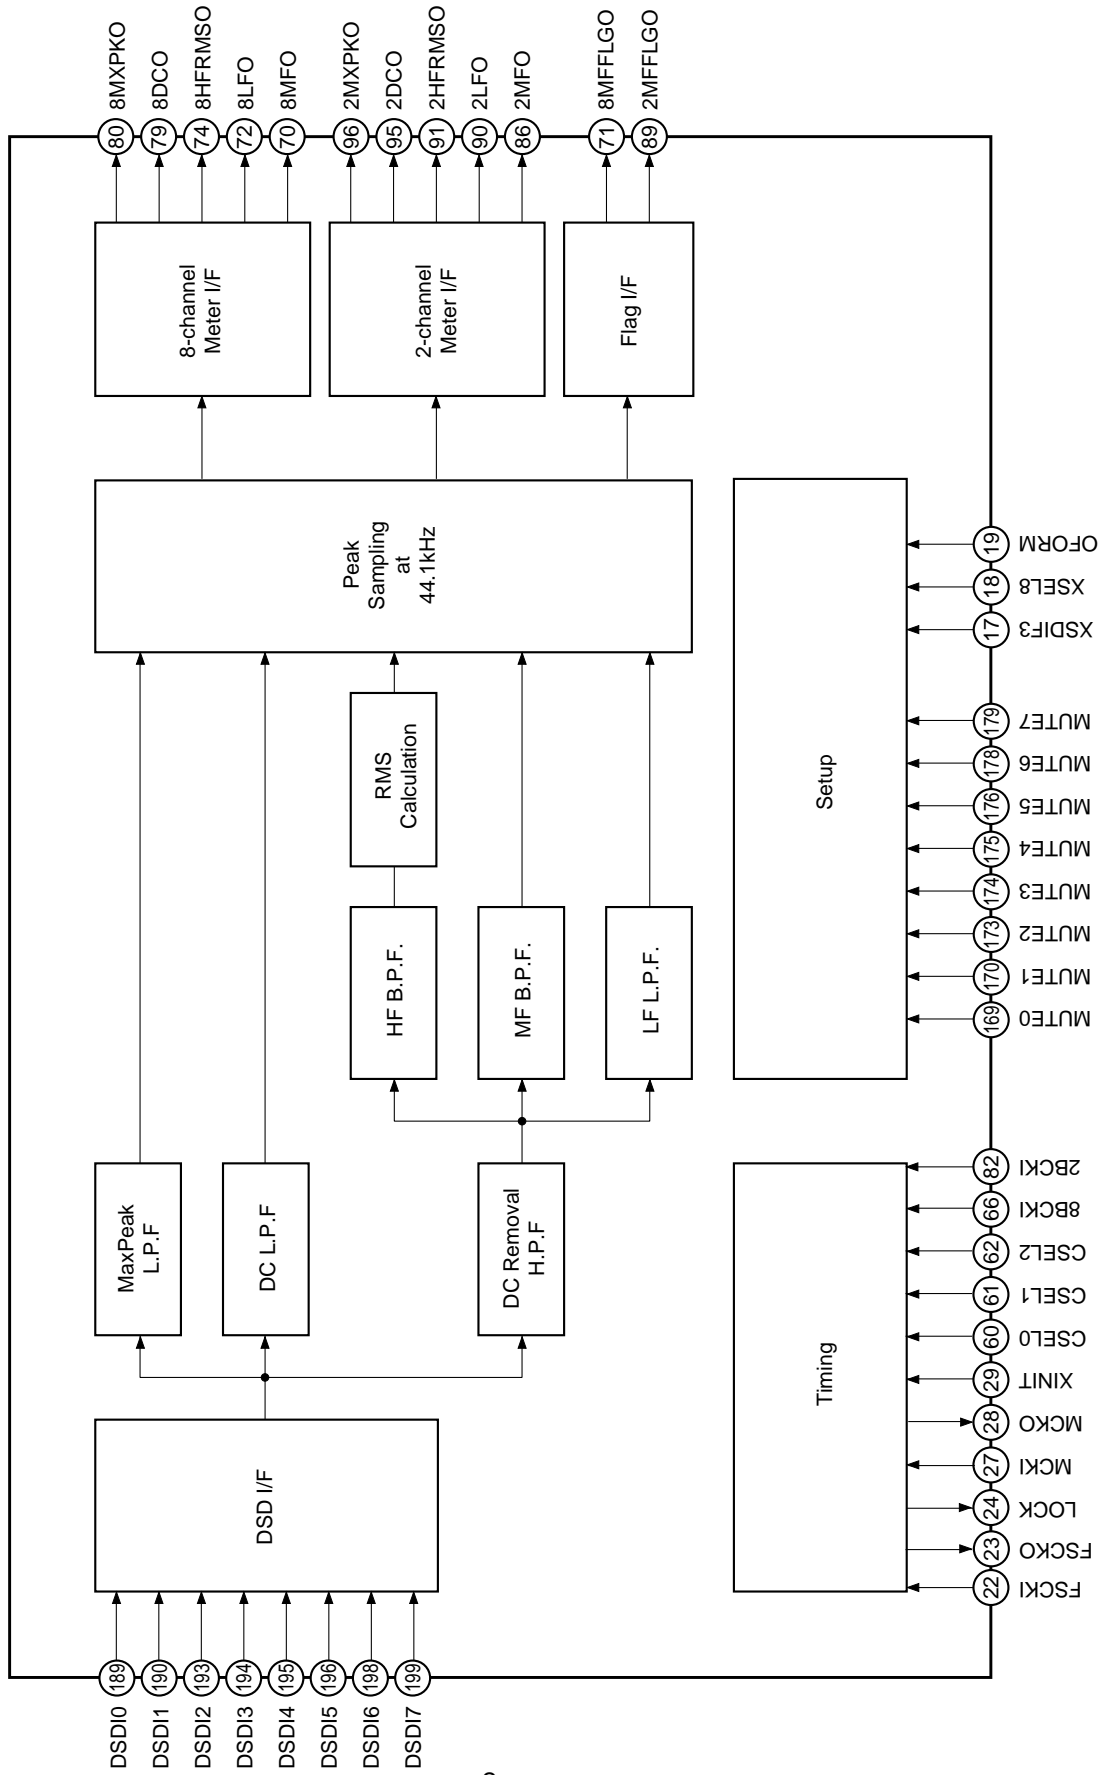 80 8MXPKO
79 8DCO
74 8HFRMSO
72 8LFO
70 8MFO
96 2MXPKO
95 2DCO
91 2HFRMSO
90 2LFO
86 2MFO
71 8MFFLGO
89 2MFFLGO
8-channel
Meter I/F
2-channel
Meter I/F
Flag I/F
Peak
Sampling
at
44.1kHz
RMS
Calculation
HF B.P.F.
MF B.P.F.
LF L.P.F.
MaxPeak
L.P.F
DC L.P.F
DC Removal
H.P.F
DSD I/F
DSDI0 189
DSDI1 190
DSDI2 193
DSDI3 194
DSDI4 195
DSDI5 196
DSDI6 198
DSDI7 199
Setup
19 OFORM
18 XSEL8
17 XSDIF3
179 MUTE7
178 MUTE6
176 MUTE5
175 MUTE4
174 MUTE3
173 MUTE2
170 MUTE1
169 MUTE0
Timing
82 2BCKI
66 8BCKI
62 CSEL2
61 CSEL1
60 CSEL0
29 XINIT
28 MCKO
27 MCKI
24 LOCK
23 FSCKO
22 FSCKI